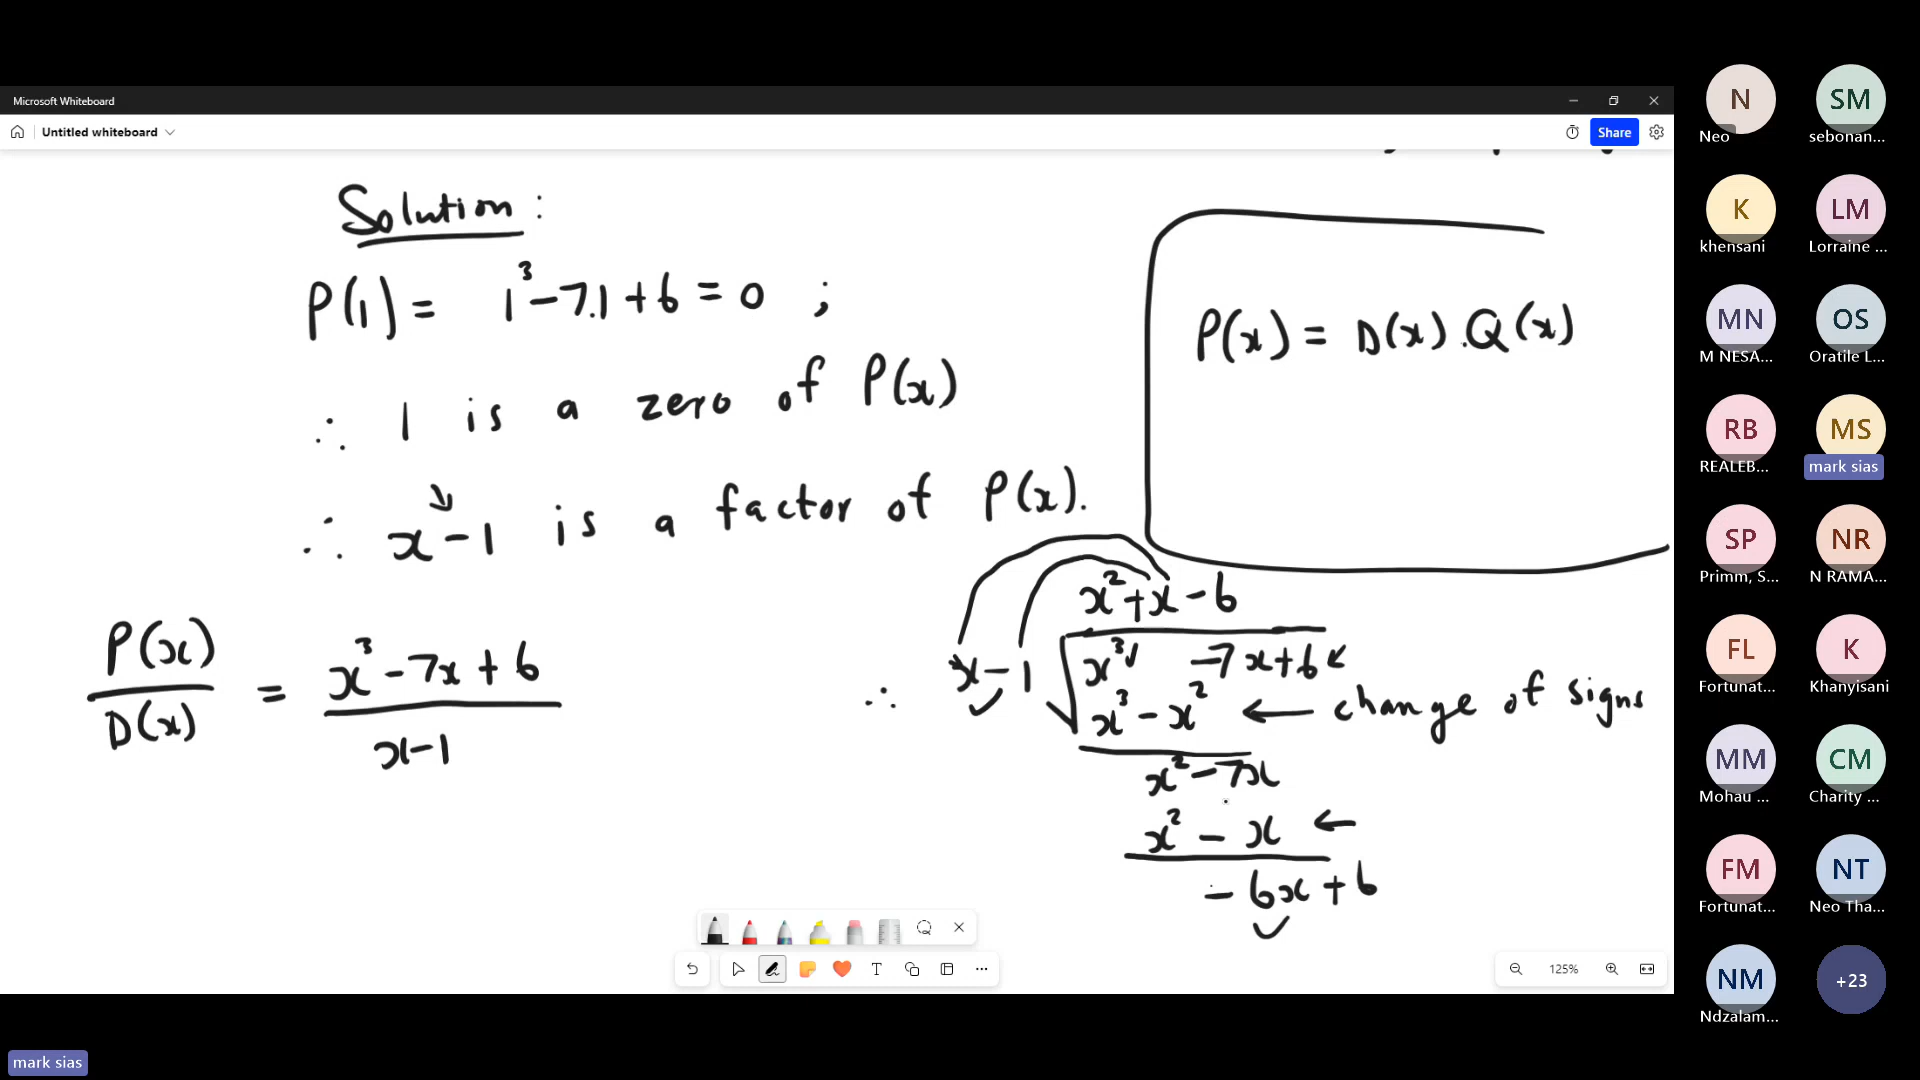 Microsoft Whiteboard
Untitled whiteboard
Share
Solution:
P(1) = 1³ - 7.1 + 6 = 0 ;
∴ 1 is a zero of P(x)
∴ x - 1 is a factor of P(x).
P(x) = D(x) . Q(x)
P(x)
D(x)
=
x³ - 7x + 6
x - 1
x² + x - 6
∴ x - 1
x³ - 7x + 6
x³ - x² ← change of signs
x² - 7x
x² - x ←
- 6x + 6
125%
N
Neo
SM
sebonan...
K
khensani
LM
Lorraine ...
MN
M NESA...
OS
Oratile L...
RB
REALEB...
MS
mark sias
SP
Primm, S...
NR
N RAMA...
FL
Fortunat...
K
Khanyisani
MM
Mohau ...
CM
Charity ...
FM
Fortunat...
NT
Neo Tha...
NM
Ndzalam...
+23
mark sias